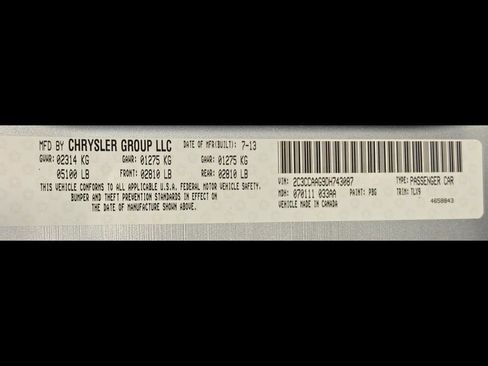 MFD BY CHRYSLER GROUP LLC DATE OF MFR(BUILT): 7-13
GVWR: 02314 KG GAWR: 01275 KG GAWR: 01275 KG
05100 LB FRONT: 02810 LB REAR: 02810 LB
THIS VEHICLE CONFORMS TO ALL APPLICABLE U.S.A. FEDERAL MOTOR VEHICLE SAFETY,
BUMPER AND THEFT PREVENTION STANDARDS IN EFFECT ON
THE DATE OF MANUFACTURE SHOWN ABOVE.
VIN: 2C3CCAAG9DH743087 TYPE: PASSENGER CAR
MDH: 070111 033AA PAINT: PBG TRIM: MLX9
VEHICLE MADE IN CANADA 4658843